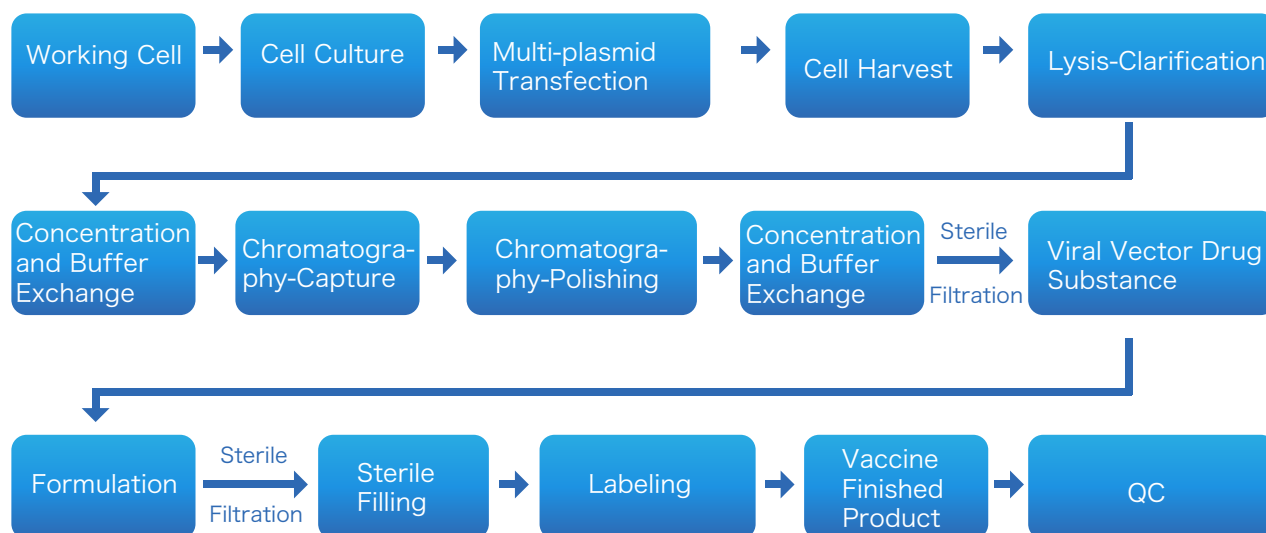 Working Cell
Cell Culture
Multi-plasmid
Transfection
Cell Harvest
Lysis-Clarification
Concentration
and Buffer
Exchange
Chromatogra-
phy-Capture
Chromatogra-
phy-Polishing
Concentration
and Buffer
Exchange
Sterile
Filtration
Viral Vector Drug
Substance
Formulation
Sterile
Filtration
Sterile
Filling
Labeling
Vaccine
Finished
Product
QC